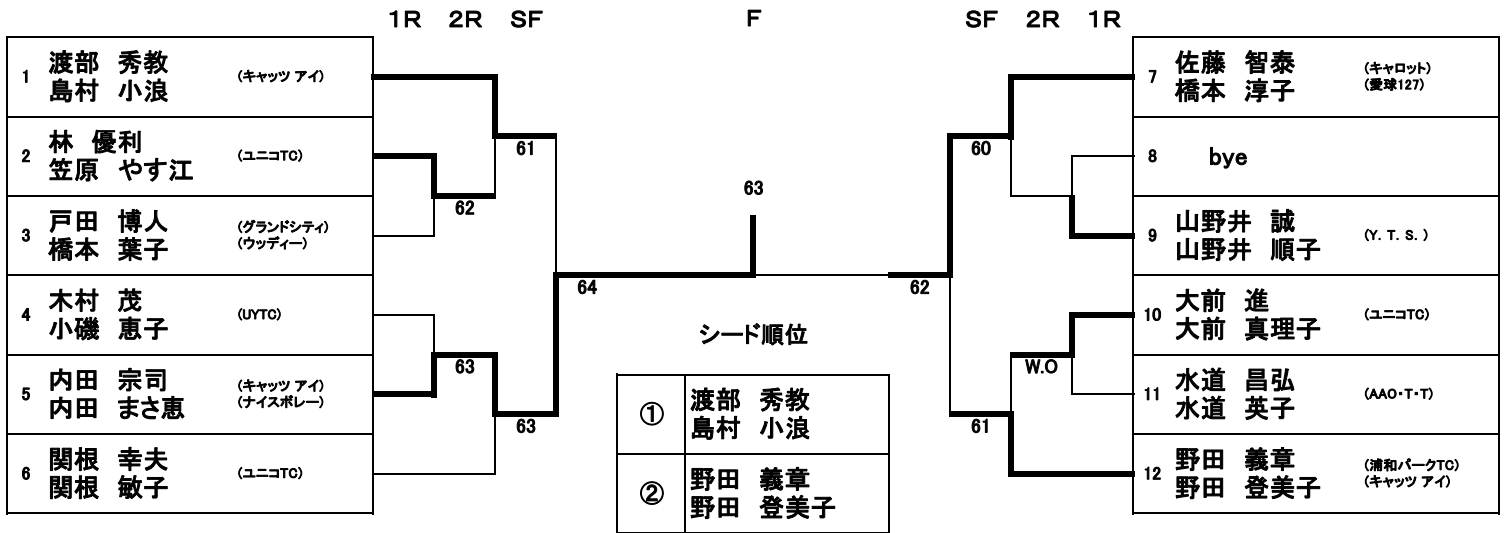 1R 2R SF F SF 2R 1R
1 渡部 秀教 (キャッツ アイ)
島村 小浪
2 林 優利 (ユニコTC)
笠原 やす江
3 戸田 博人 (グランドシティ)
橋本 葉子 (ウッディー)
4 木村 茂 (UYTC)
小磯 恵子
5 内田 宗司 (キャッツ アイ)
内田 まさ恵 (ナイスボレー)
6 関根 幸夫 (ユニコTC)
関根 敏子
61
62
63
63
64
63
62
60
W.O
61
7 佐藤 智泰 (キャロット)
橋本 淳子 (愛球127)
8 bye
9 山野井 誠 (Y. T. S. )
山野井 順子
10 大前 進 (ユニコTC)
大前 真理子
11 水道 昌弘 (AAO・T・T)
水道 英子
12 野田 義章 (浦和パークTC)
野田 登美子 (キャッツ アイ)
シード順位
① 渡部 秀教
島村 小浪
② 野田 義章
野田 登美子